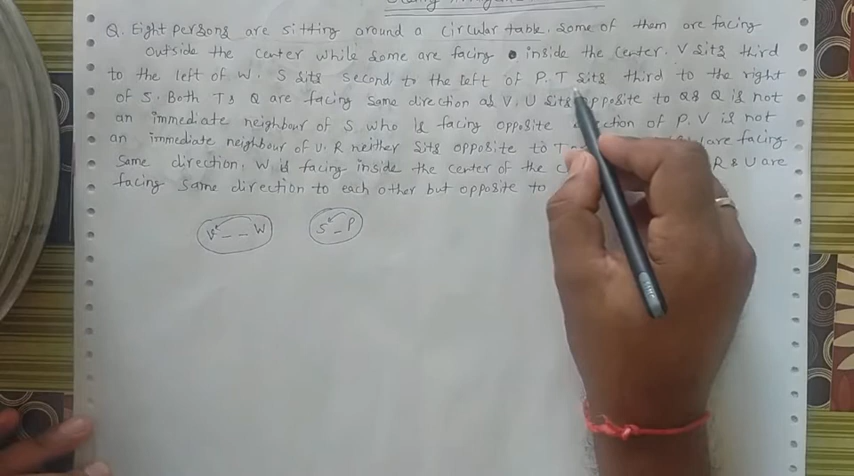 Q. Eight persons are sitting around a circular table. Some of them are facing
outside the center while some are facing inside the center. V sits third
to the left of W. S sits second to the left of P. T sits third to the right
of S. Both T & Q are facing same direction as V. U sits opposite to Q & Q is not
an immediate neighbour of S, who is facing opposite direction of P. V is not
an immediate neighbour of U. R neither sits opposite to T are facing
same direction, W is facing inside the center of the R & U are
facing same direction to each other but opposite to
V _ _ W S _ P